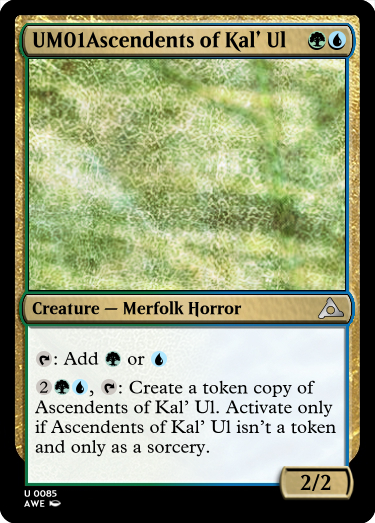 UM01Ascendents of Kal' Ul
Creature — Merfolk Horror
: Add or
2 , : Create a token copy of
Ascendents of Kal' Ul. Activate only
if Ascendents of Kal' Ul isn't a token
and only as a sorcery.
2/2
U 0085
AWE